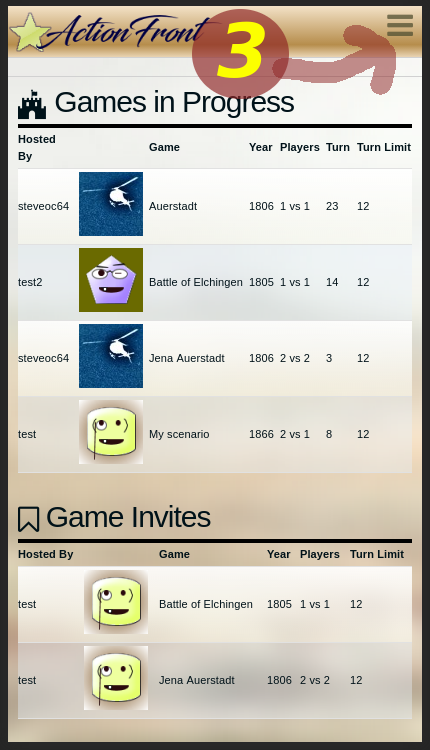 Action Front
3
Games in Progress
Hosted
By
Game Year Players Turn Turn Limit
steveoc64 Auerstadt 1806 1 vs 1 23 12
test2 Battle of Elchingen 1805 1 vs 1 14 12
steveoc64 Jena Auerstadt 1806 2 vs 2 3 12
test My scenario 1866 2 vs 1 8 12
Game Invites
Hosted By Game Year Players Turn Limit
test Battle of Elchingen 1805 1 vs 1 12
test Jena Auerstadt 1806 2 vs 2 12